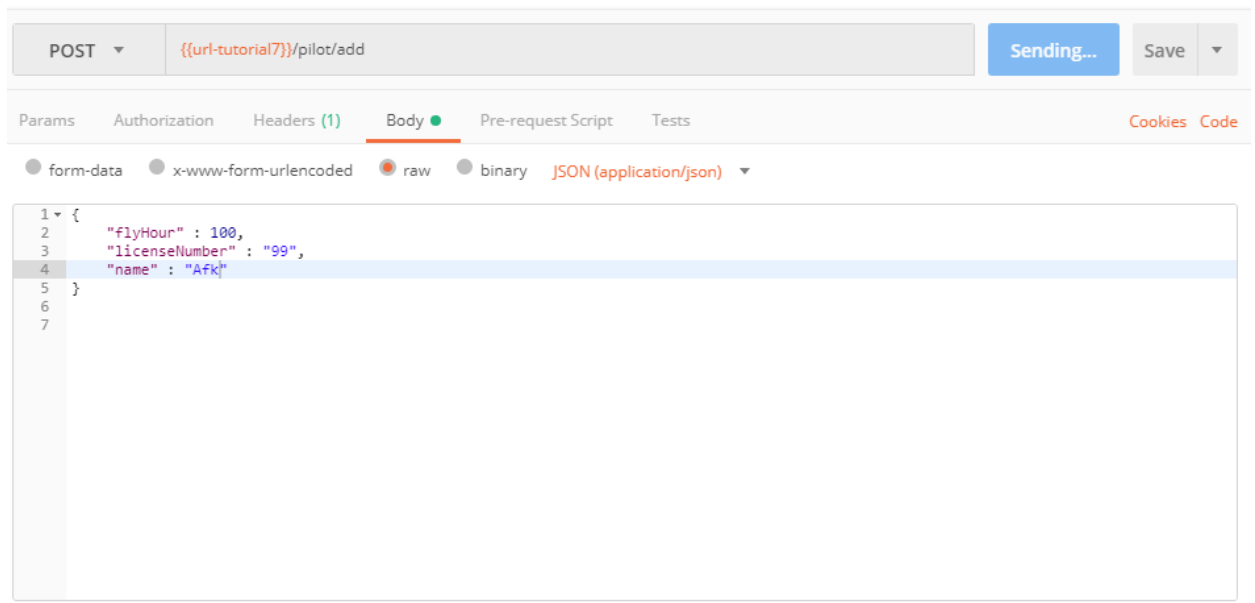 POST {{url-tutorial7}}/pilot/add Sending... Save
Params Authorization Headers (1) Body Pre-request Script Tests Cookies Code
form-data x-www-form-urlencoded raw binary JSON (application/json)
1 {
2 "flyHour" : 100,
3 "licenseNumber" : "99",
4 "name" : "Afk"
5 }
6
7